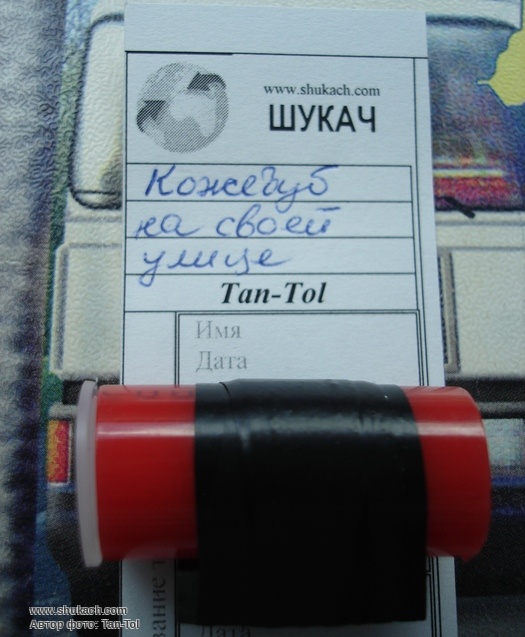 www.shukach.com
ШУКАЧ
Кожедуб
на своей
улице
Tan-Tol
Имя
Дата
Дата
www.shukach.com
Автор фото: Tan-Tol